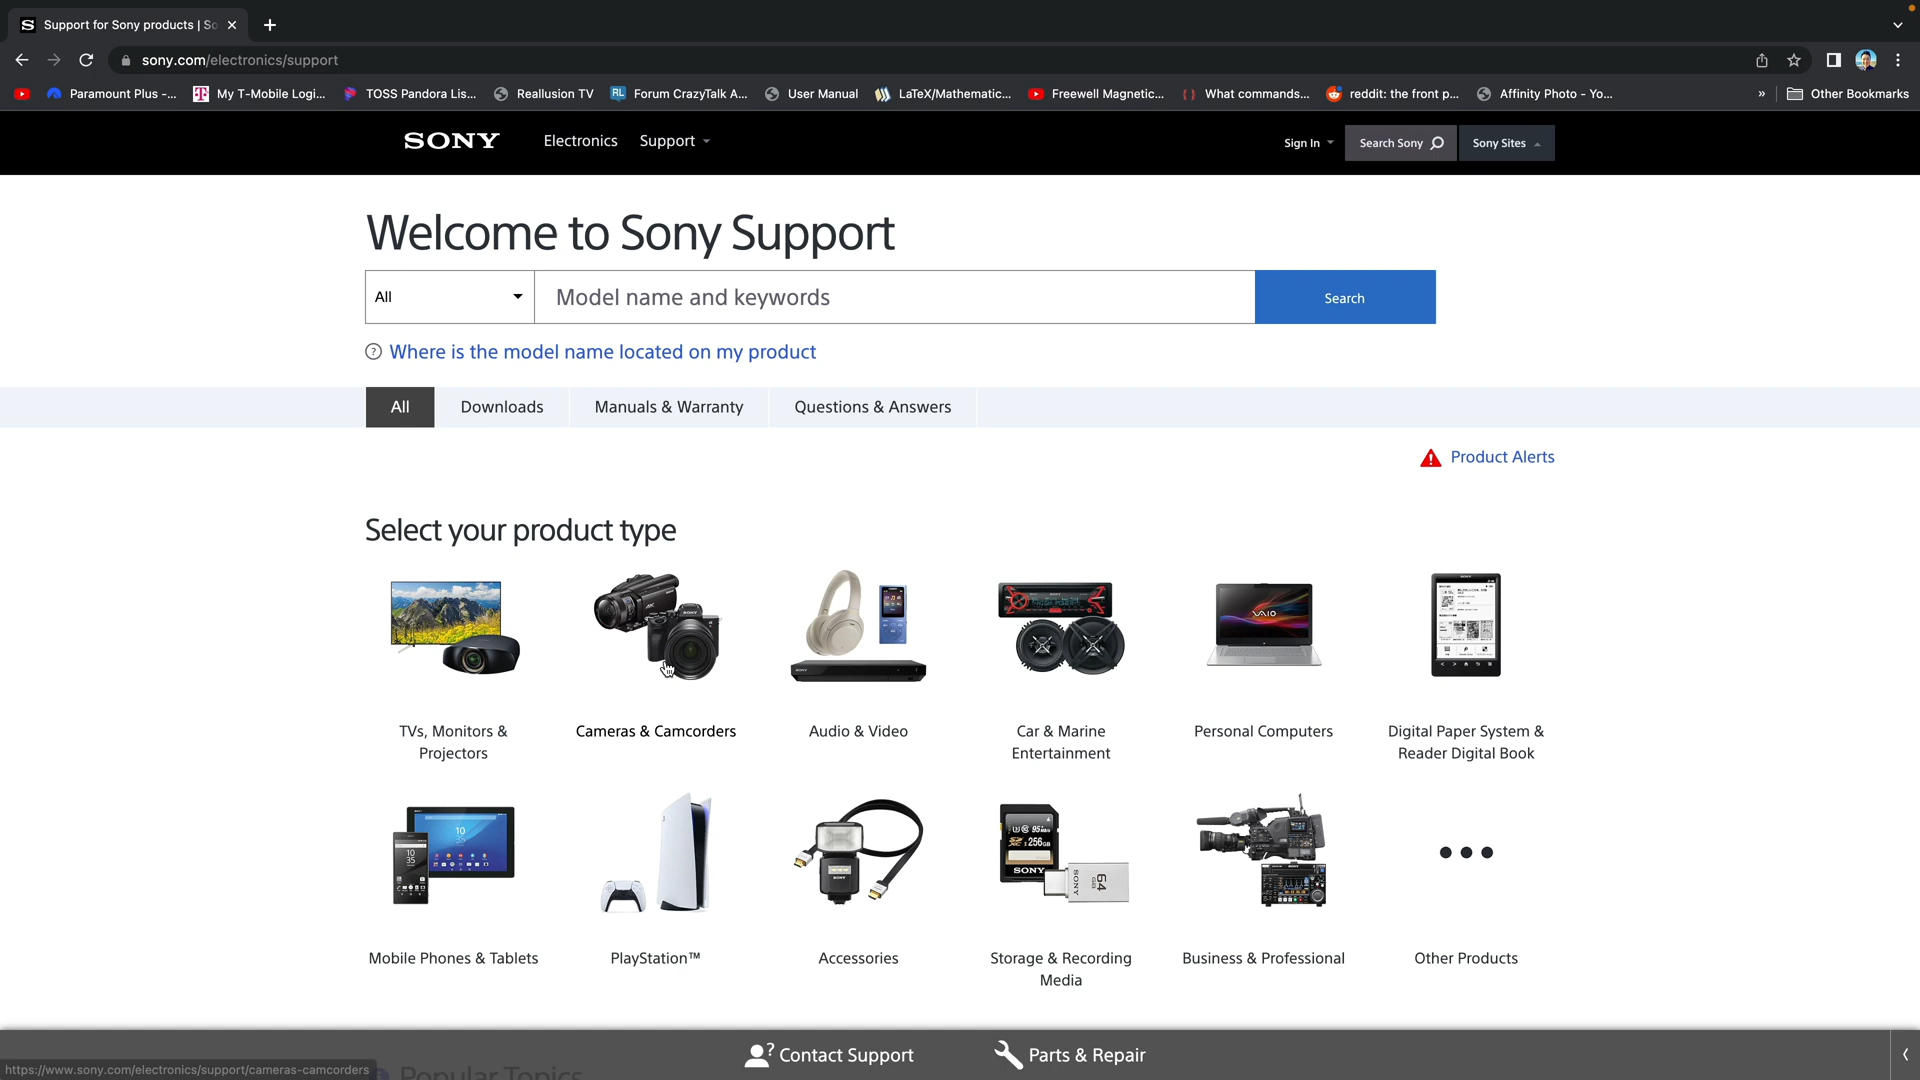 Support for Sony products | So
sony.com/electronics/support
Paramount Plus -... My T-Mobile Logi... TOSS Pandora Lis... Reallusion TV Forum CrazyTalk A... User Manual LaTeX/Mathematic... Freewell Magnetic... What commands... reddit: the front p... Affinity Photo - Yo... » Other Bookmarks
SONY Electronics Support Sign In Search Sony Sony Sites
Welcome to Sony Support
All Model name and keywords Search
Where is the model name located on my product
All Downloads Manuals & Warranty Questions & Answers
Product Alerts
Select your product type
TVs, Monitors & Projectors
Cameras & Camcorders
Audio & Video
Car & Marine Entertainment
Personal Computers
Digital Paper System & Reader Digital Book
Mobile Phones & Tablets
PlayStation™
Accessories
Storage & Recording Media
Business & Professional
Other Products
Contact Support Parts & Repair
https://www.sony.com/electronics/support/cameras-camcorders
Popular Topics